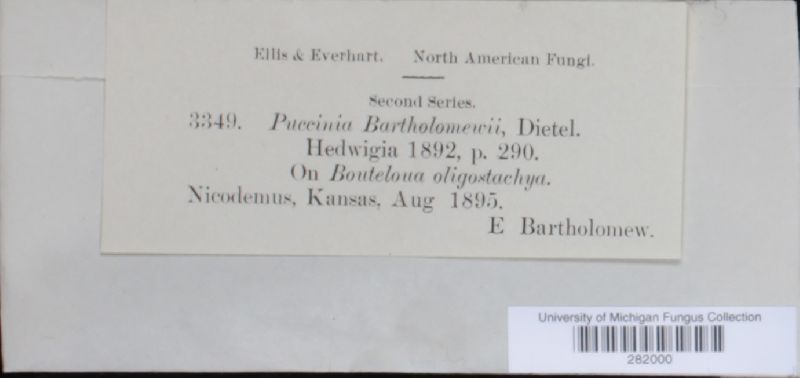 Ellis & Everhart. North American Fungi.
Second Series.
3349. Puccinia Bartholomewii, Dietel.
Hedwigia 1892, p. 290.
On Bouteloua oligostachya.
Nicodemus, Kansas, Aug 1895.
E Bartholomew.
University of Michigan Fungus Collection
282000